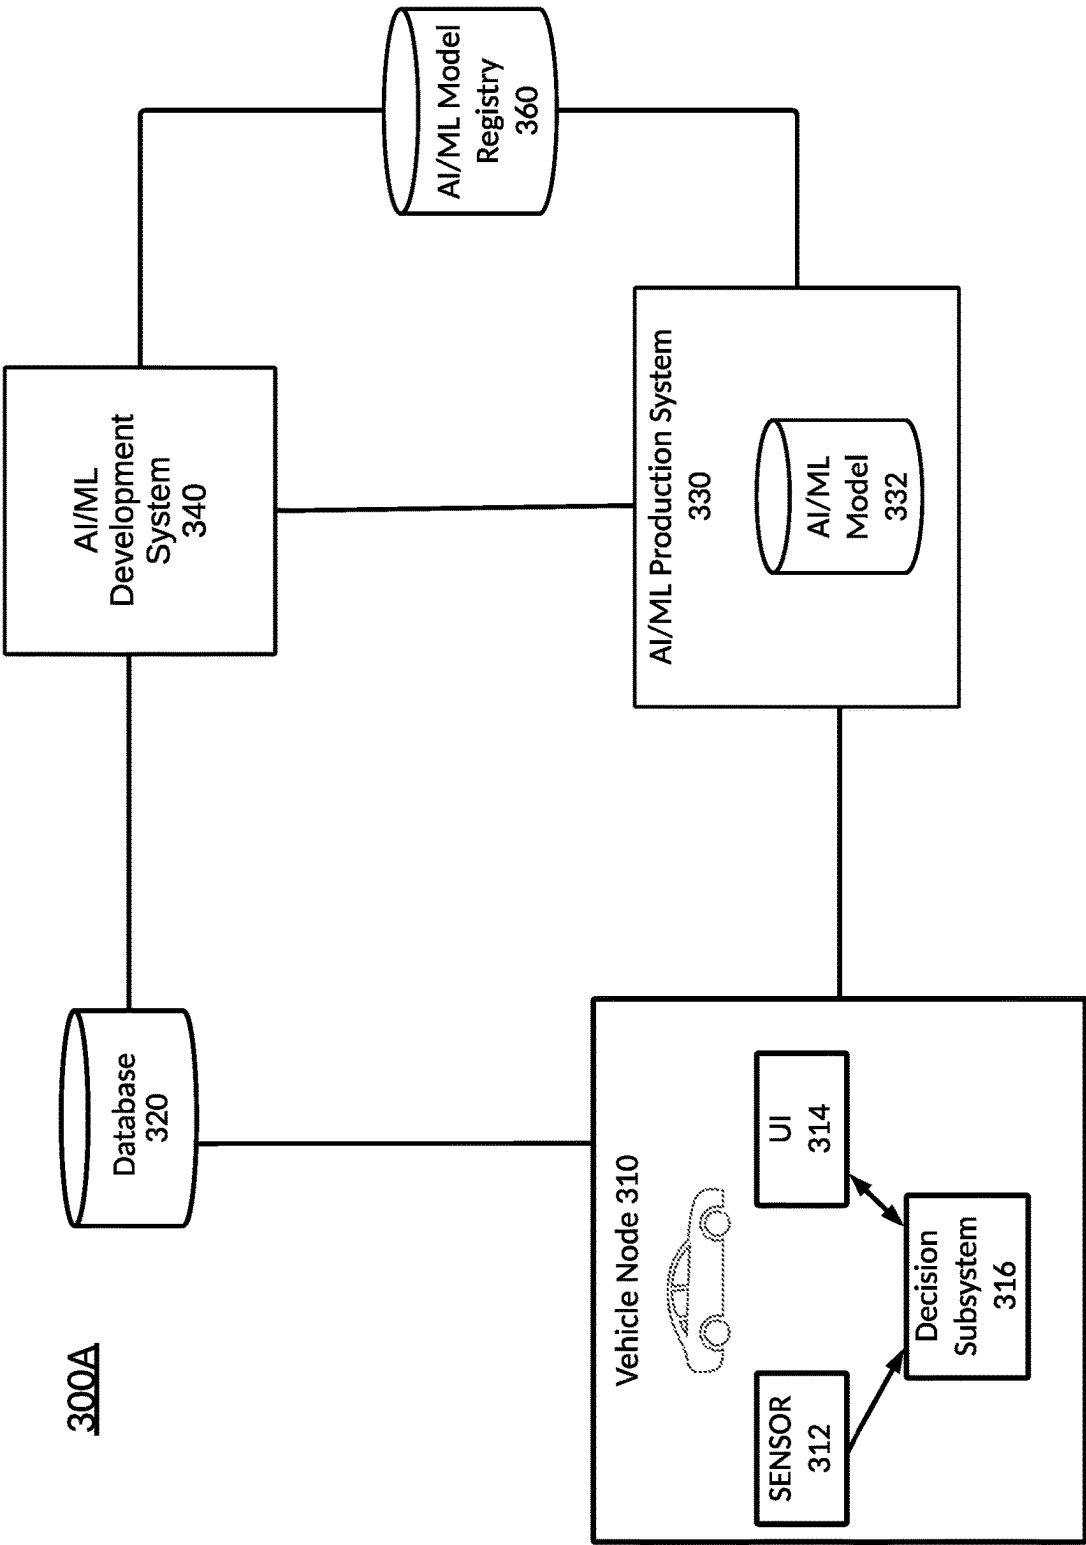 300A
Database
320
AI/ML
Development
System
340
AI/ML Model
Registry
360
Vehicle Node 310
SENSOR
312
UI
314
Decision
Subsystem
316
AI/ML Production System
330
AI/ML
Model
332